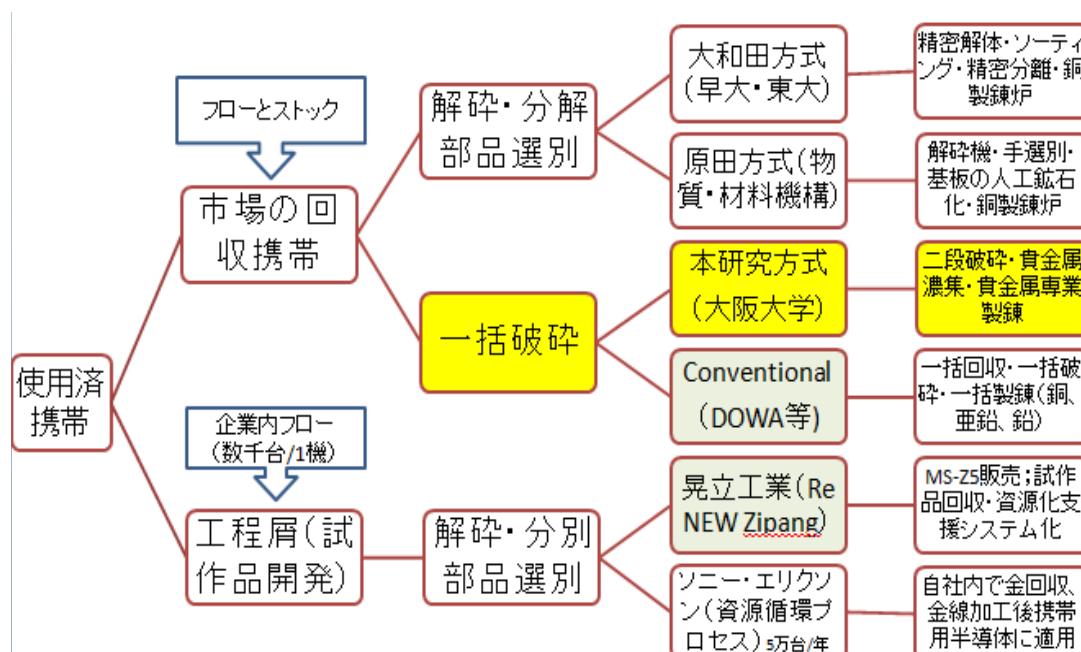 使用済
携帯
フローとストック
市場の回
収携帯
企業内フロー
(数千台/1機)
工程屑(試
作品開発)
解砕・分解
部品選別
一括破砕
解砕・分別
部品選別
大和田方式
(早大・東大)
精密解体・ソーティ
ング・精密分離・銅
製錬炉
原田方式(物
質・材料機構)
解砕機・手選別・
基板の人工鉱石
化・銅製錬炉
本研究方式
(大阪大学)
二段破砕・貴金属
濃集・貴金属専業
製錬
Conventional
(DOWA等)
一括回収・一括破
砕・一括製錬(銅、
亜鉛、鉛)
晃立工業(Re
NEW Zipang)
MS-Z5販売;試作
品回収・資源化支
援システム化
ソニー・エリクソ
ン(資源循環プ
ロセス)5万台/年
自社内で金回収、
金線加工後携帯
用半導体に適用